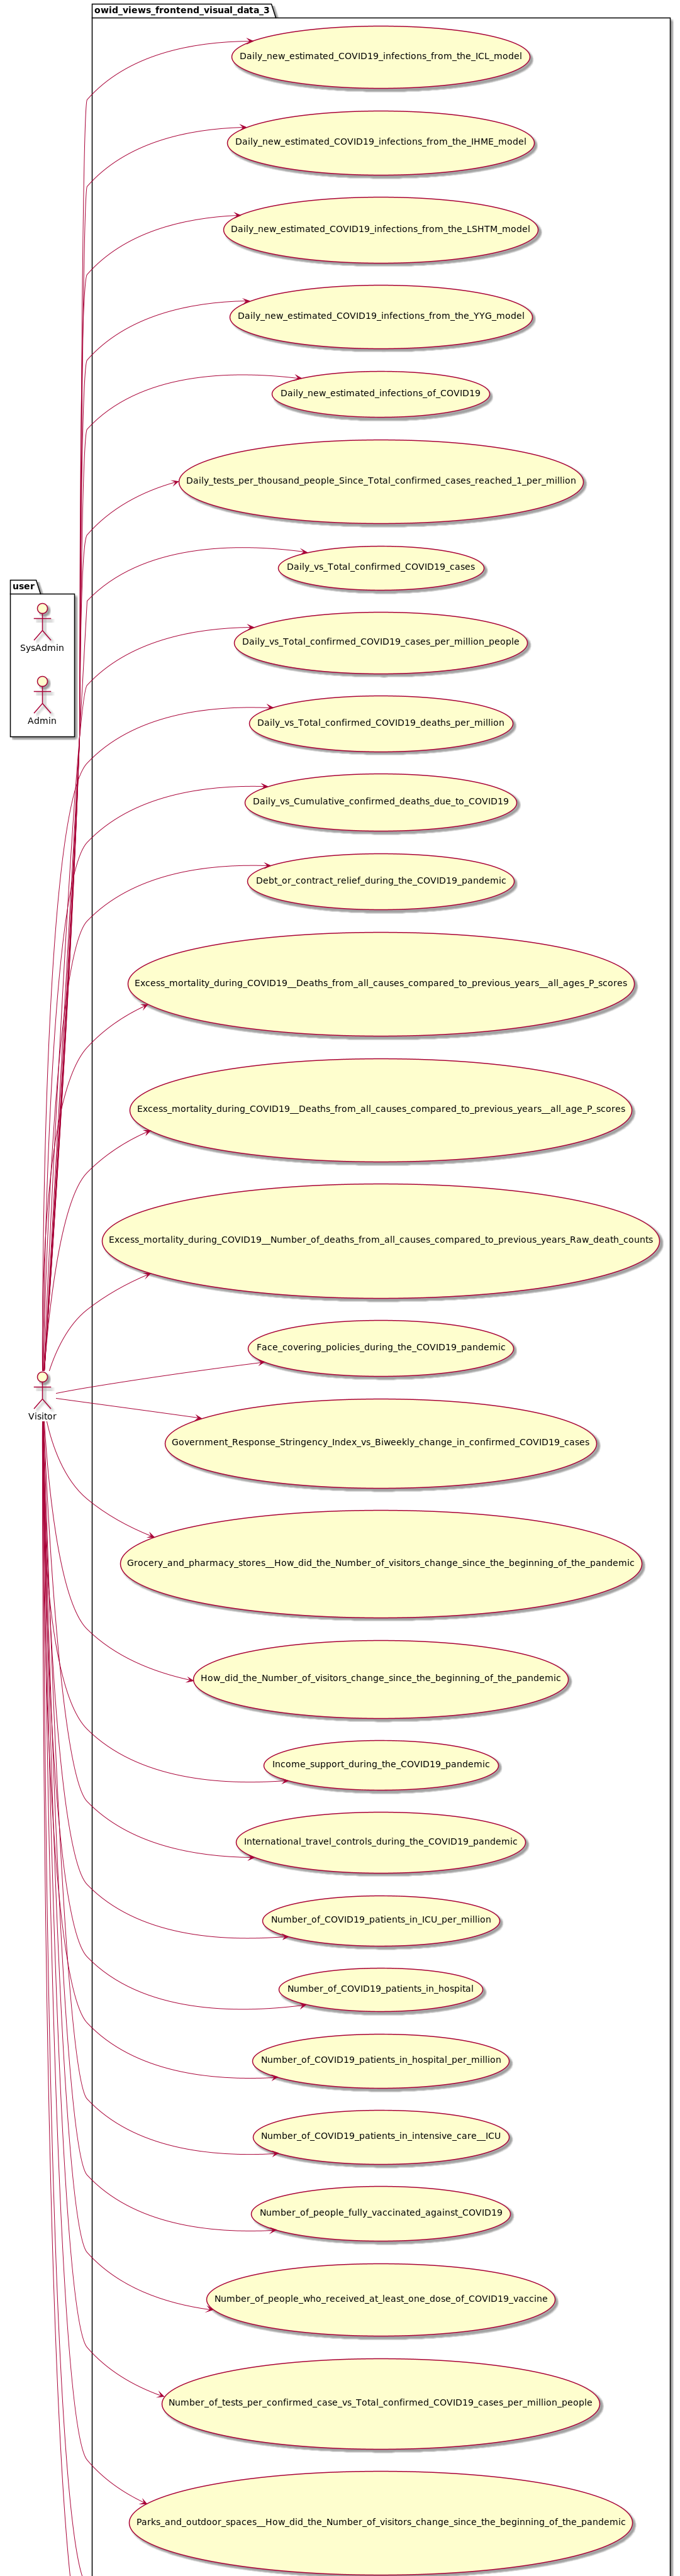 owid_views_frontend_visual_data_3
Daily_new_estimated_COVID19_infections_from_the_ICL_model
Daily_new_estimated_COVID19_infections_from_the_IHME_model
Daily_new_estimated_COVID19_infections_from_the_LSHTM_model
Daily_new_estimated_COVID19_infections_from_the_YYG_model
Daily_new_estimated_infections_of_COVID19
Daily_tests_per_thousand_people_Since_Total_confirmed_cases_reached_1_per_million
Daily_vs_Total_confirmed_COVID19_cases
user
SysAdmin
Daily_vs_Total_confirmed_COVID19_cases_per_million_people
Admin
Daily_vs_Total_confirmed_COVID19_deaths_per_million
Daily_vs_Cumulative_confirmed_deaths_due_to_COVID19
Debt_or_contract_relief_during_the_COVID19_pandemic
Excess_mortality_during_COVID19__Deaths_from_all_causes_compared_to_previous_years__all_ages_P_scores
Excess_mortality_during_COVID19__Deaths_from_all_causes_compared_to_previous_years__all_age_P_scores
Excess_mortality_during_COVID19__Number_of_deaths_from_all_causes_compared_to_previous_years_Raw_death_counts
Face_covering_policies_during_the_COVID19_pandemic
Visitor
Government_Response_Stringency_Index_vs_Biweekly_change_in_confirmed_COVID19_cases
Grocery_and_pharmacy_stores__How_did_the_Number_of_visitors_change_since_the_beginning_of_the_pandemic
How_did_the_Number_of_visitors_change_since_the_beginning_of_the_pandemic
Income_support_during_the_COVID19_pandemic
International_travel_controls_during_the_COVID19_pandemic
Number_of_COVID19_patients_in_ICU_per_million
Number_of_COVID19_patients_in_hospital
Number_of_COVID19_patients_in_hospital_per_million
Number_of_COVID19_patients_in_intensive_care__ICU
Number_of_people_fully_vaccinated_against_COVID19
Number_of_people_who_received_at_least_one_dose_of_COVID19_vaccine
Number_of_tests_per_confirmed_case_vs_Total_confirmed_COVID19_cases_per_million_people
Parks_and_outdoor_spaces__How_did_the_Number_of_visitors_change_since_the_beginning_of_the_pandemic